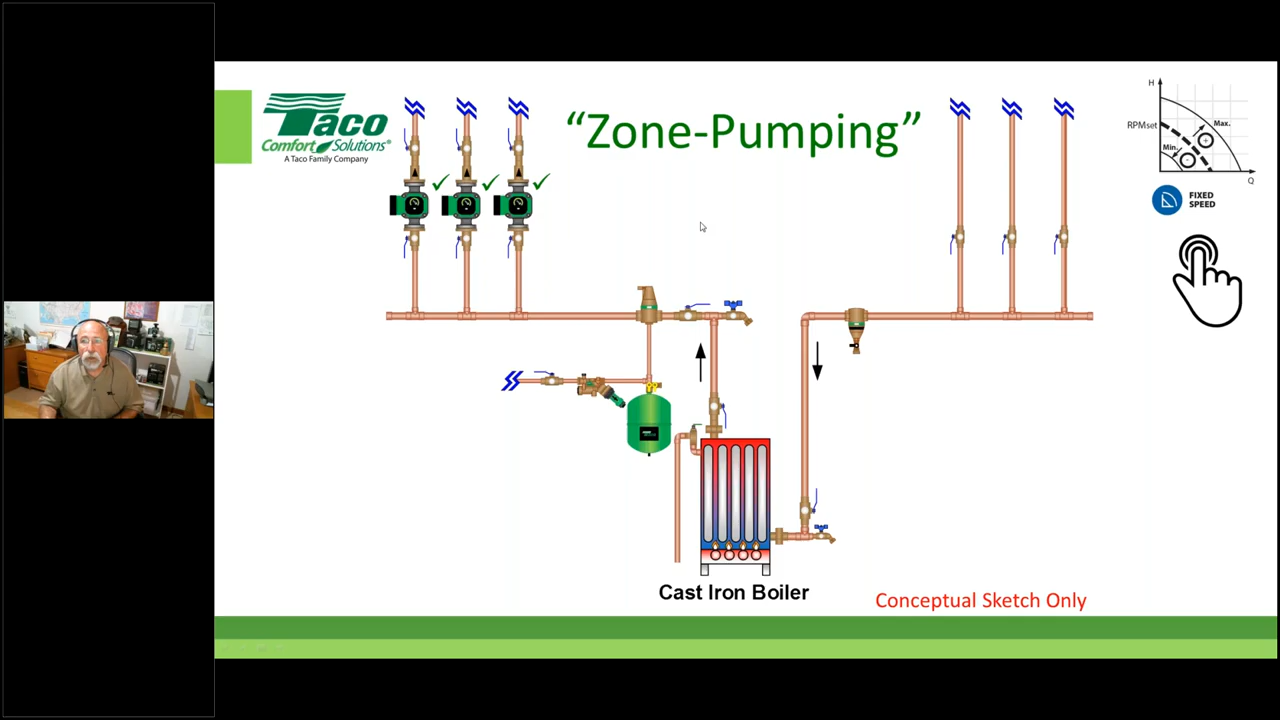 Taco
Comfort Solutions®
A Taco Family Company
“Zone-Pumping”
H
RPMset
Max.
Min.
Q
FIXED
SPEED
Cast Iron Boiler
Conceptual Sketch Only